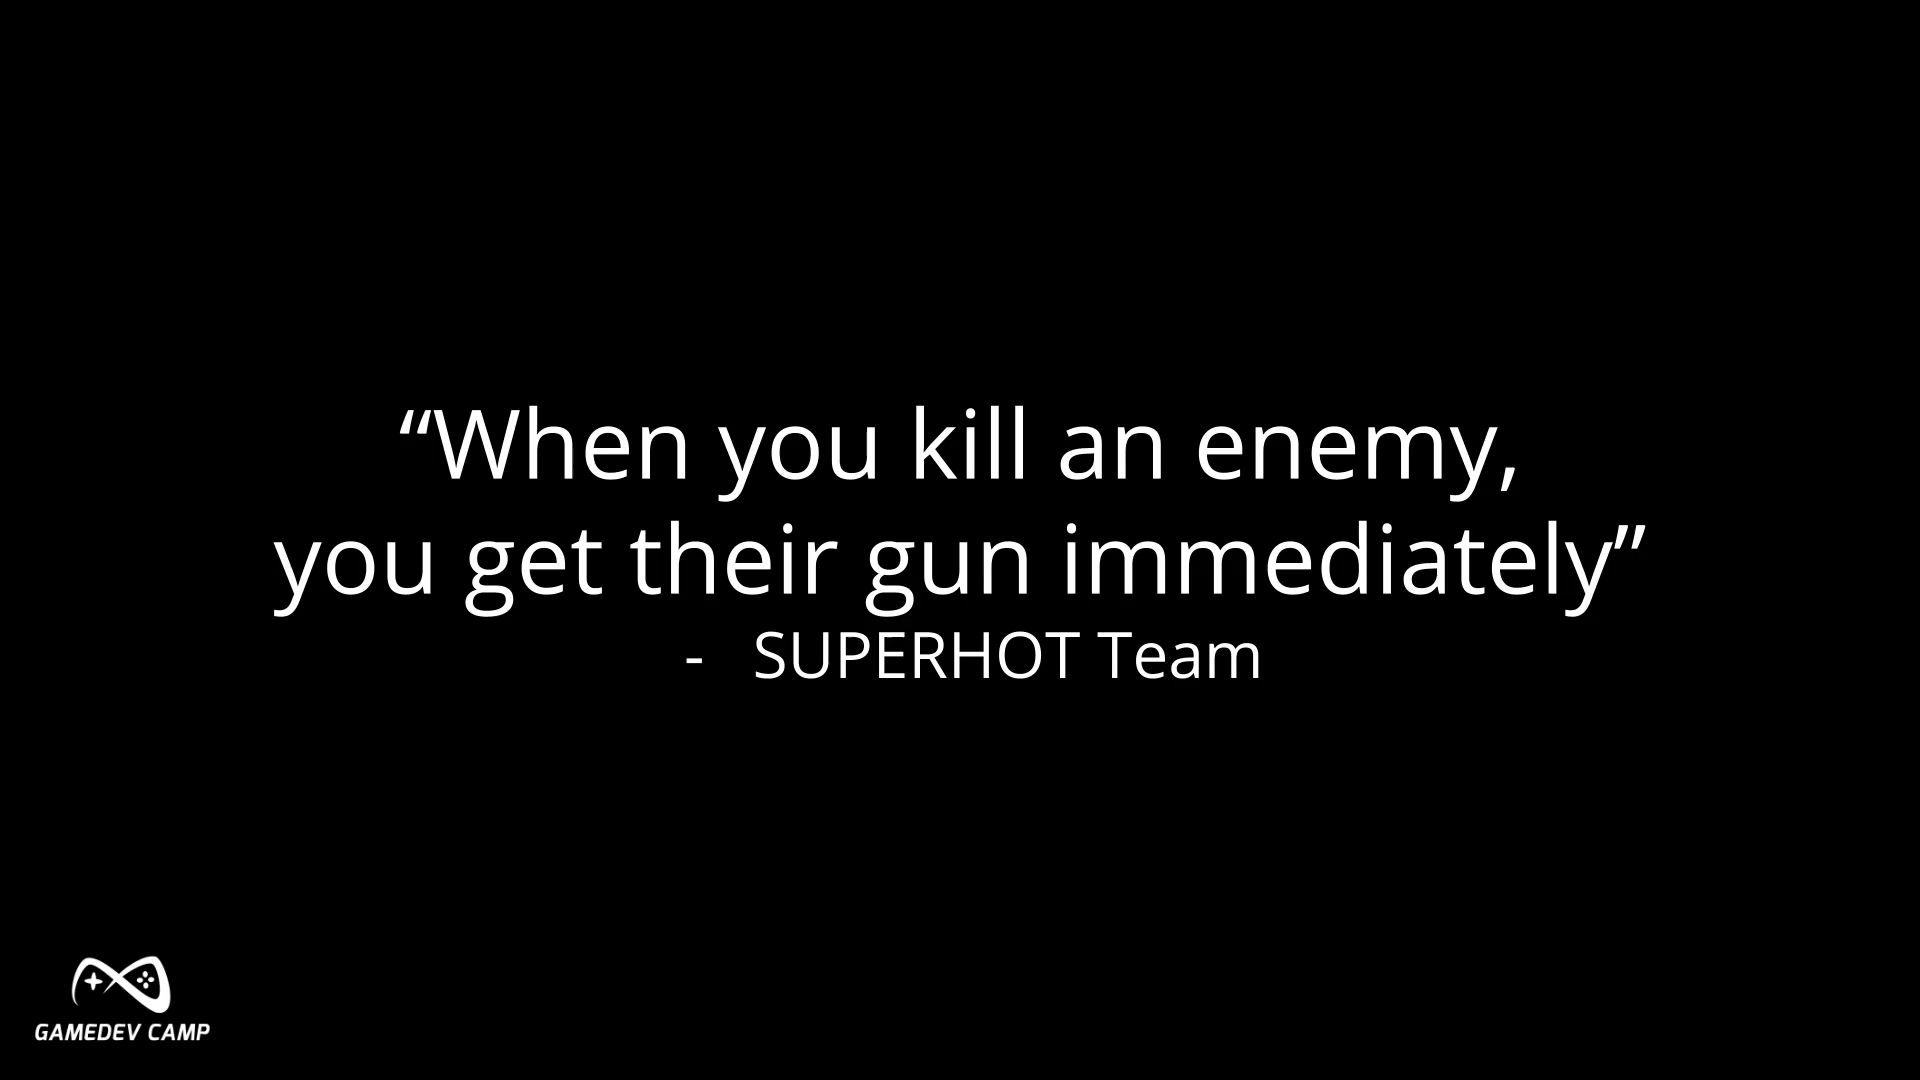 “When you kill an enemy,
you get their gun immediately”
- SUPERHOT Team
GAMEDEV CAMP